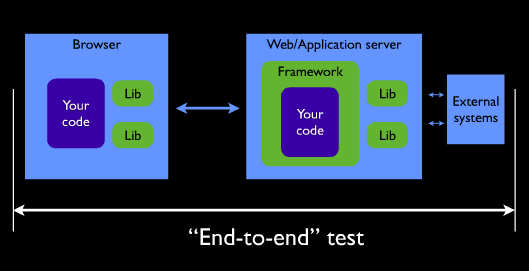 Browser
Your
code
Lib
Lib
Web/Application server
Framework
Your
code
Lib
Lib
External
systems
“End-to-end” test